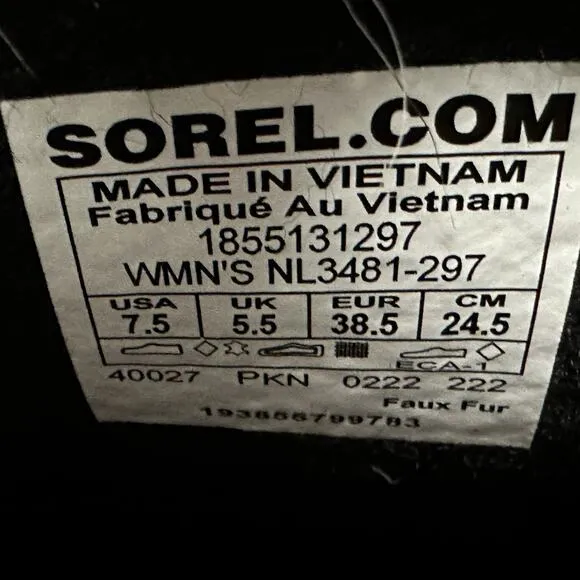 SOREL.COM
MADE IN VIETNAM
Fabriqué Au Vietnam
1855131297
WMN'S NL3481-297
USA UK EUR CM
7.5 5.5 38.5 24.5
ECA-1
40027 PKN 0222 222
Faux Fur
193855799783